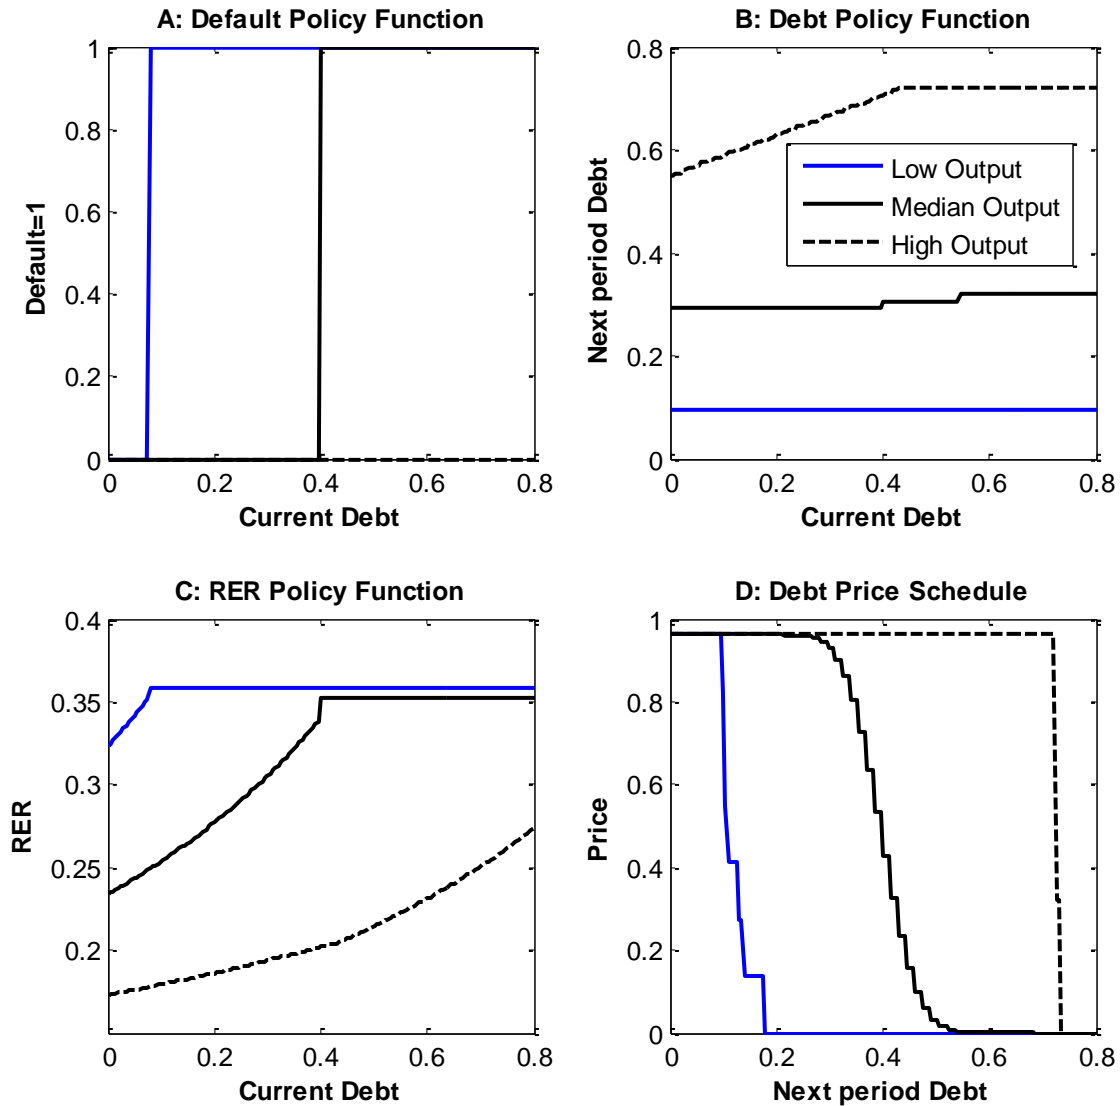 A: Default Policy Function
1
0.8
0.6
0.4
0.2
0
Default=1
0 0.2 0.4 0.6 0.8
Current Debt
B: Debt Policy Function
0.8
0.6
0.4
0.2
0
Next period Debt
Low Output
Median Output
High Output
0 0.2 0.4 0.6 0.8
Current Debt
C: RER Policy Function
0.4
0.35
0.3
0.25
0.2
RER
0 0.2 0.4 0.6 0.8
Current Debt
D: Debt Price Schedule
1
0.8
0.6
0.4
0.2
0
Price
0 0.2 0.4 0.6 0.8
Next period Debt